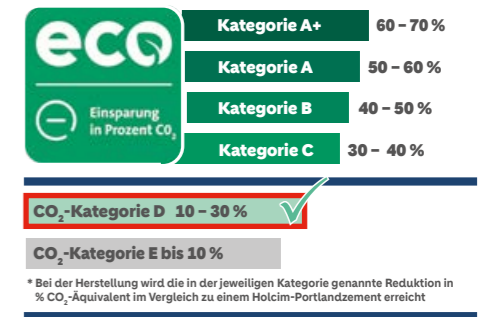 eco
Einsparung
in Prozent CO₂
Kategorie A+ 60 – 70 %
Kategorie A 50 – 60 %
Kategorie B 40 – 50 %
Kategorie C 30 – 40 %
CO₂-Kategorie D 10 – 30 %
CO₂-Kategorie E bis 10 %
* Bei der Herstellung wird die in der jeweiligen Kategorie genannte Reduktion in
% CO₂-Äquivalent im Vergleich zu einem Holcim-Portlandzement erreicht